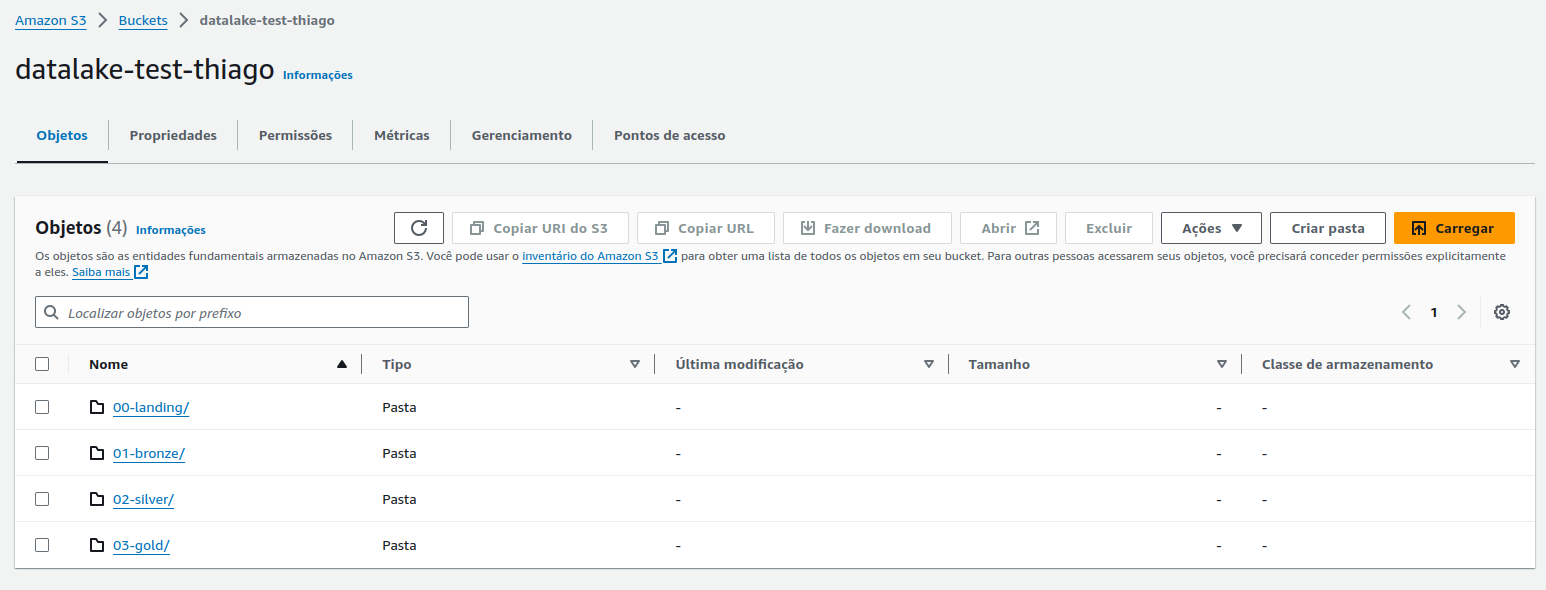 Amazon S3 > Buckets > datalake-test-thiago
datalake-test-thiago Informações
Objetos Propriedades Permissões Métricas Gerenciamento Pontos de acesso
Objetos (4) Informações Copiar URI do S3 Copiar URL Fazer download Abrir Excluir Ações Criar pasta Carregar
Os objetos são as entidades fundamentais armazenadas no Amazon S3. Você pode usar o inventário do Amazon S3 para obter uma lista de todos os objetos em seu bucket. Para outras pessoas acessarem seus objetos, você precisará conceder permissões explicitamente
a eles. Saiba mais
Localizar objetos por prefixo 1
Nome Tipo Última modificação Tamanho Classe de armazenamento
00-landing/ Pasta - - -
01-bronze/ Pasta - - -
02-silver/ Pasta - - -
03-gold/ Pasta - - -